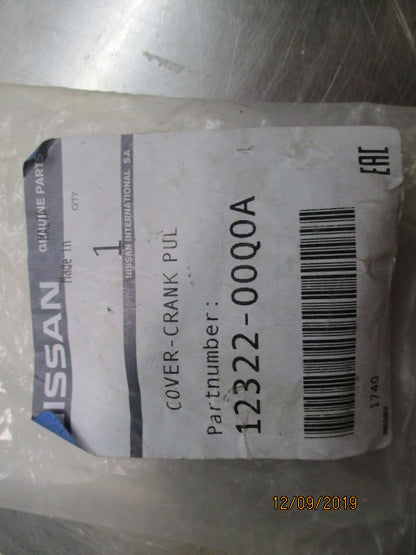 NISSAN
GENUINE PARTS
Made in
QTY
1
NISSAN INTERNATIONAL SA
COVER-CRANK PUL
Partnumber:
12322-00Q0A
EAC
1740
12/09/2019